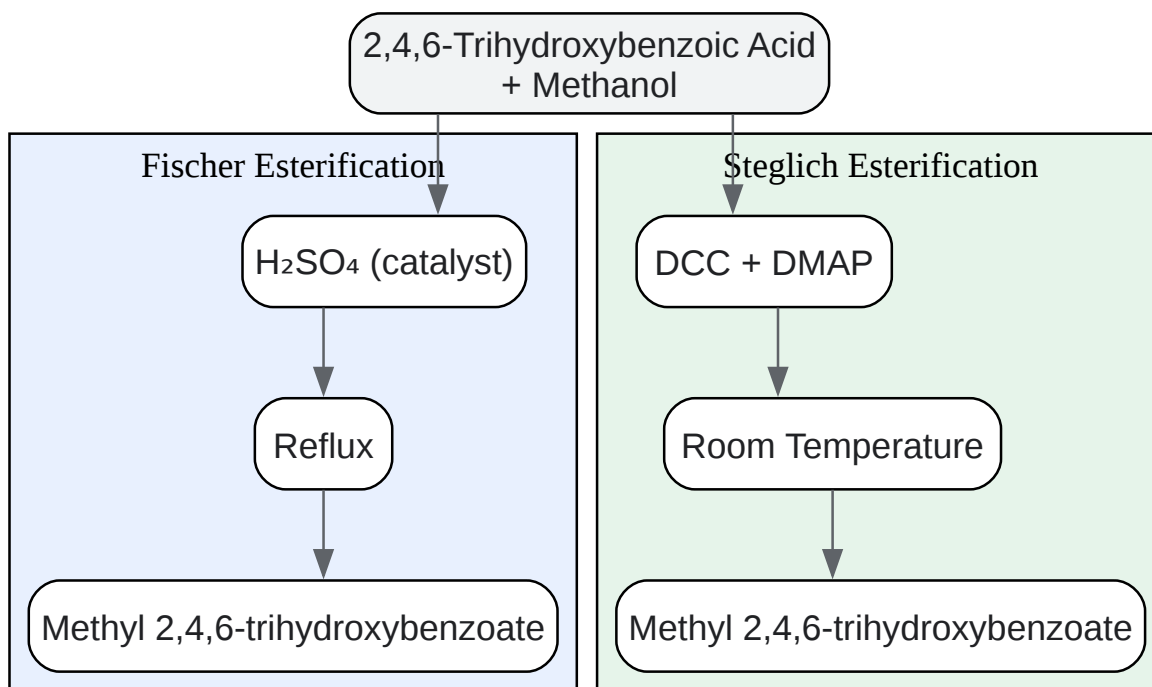 2,4,6-Trihydroxybenzoic Acid
+ Methanol
Fischer Esterification
H₂SO₄ (catalyst)
Reflux
Methyl 2,4,6-trihydroxybenzoate
Steglich Esterification
DCC + DMAP
Room Temperature
Methyl 2,4,6-trihydroxybenzoate